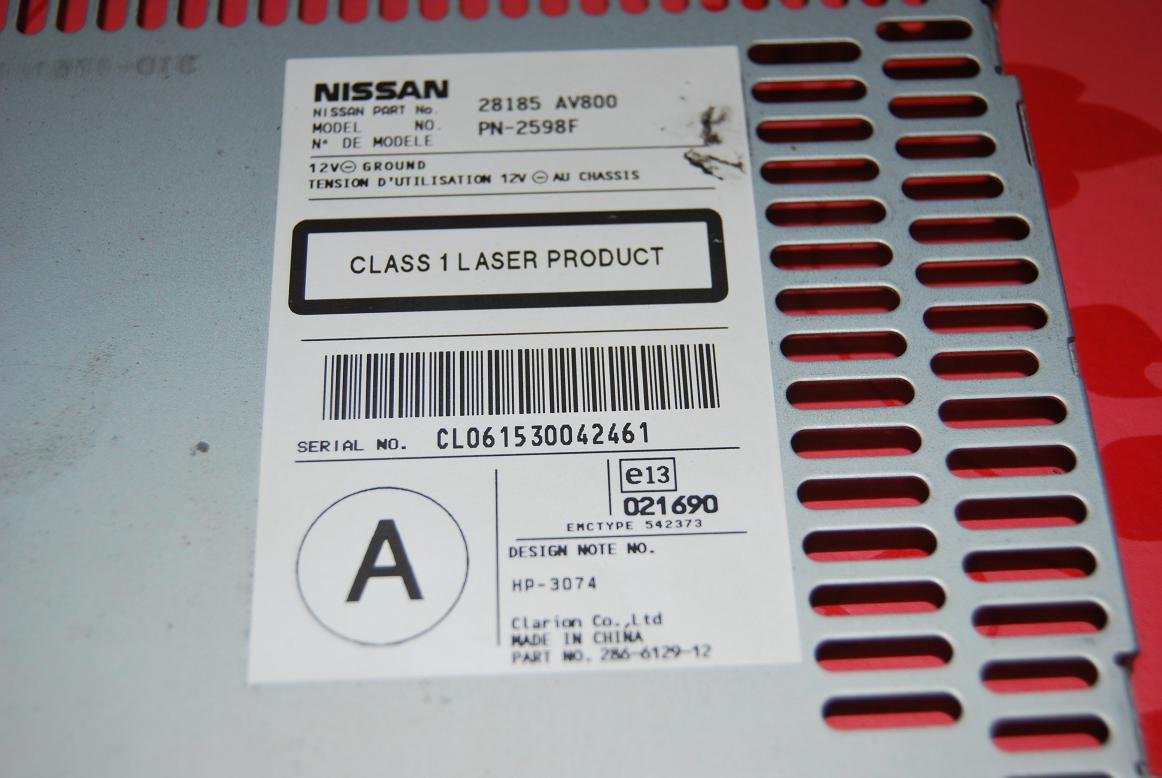 NISSAN
NISSAN PART No. 28185 AV800
MODEL NO. PN-2598F
N° DE MODELE
12V⊖GROUND
TENSION D'UTILISATION 12V ⊖ AU CHASSIS
CLASS 1 LASER PRODUCT
SERIAL NO. CL061530042461
e13
021690
EMCTYPE 542373
A
DESIGN NOTE NO.
HP-3074
Clarion Co.,Ltd
MADE IN CHINA
PART NO. 286-6129-12